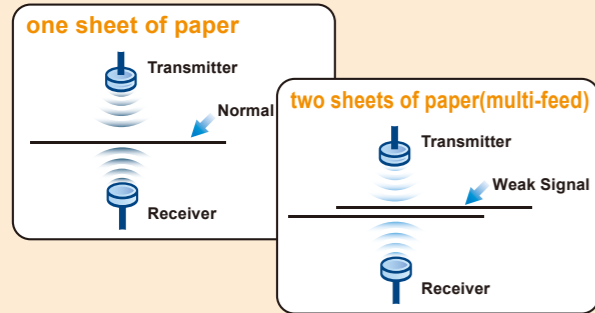 one sheet of paper
Transmitter
Normal
Receiver
two sheets of paper(multi-feed)
Transmitter
Weak Signal
Receiver